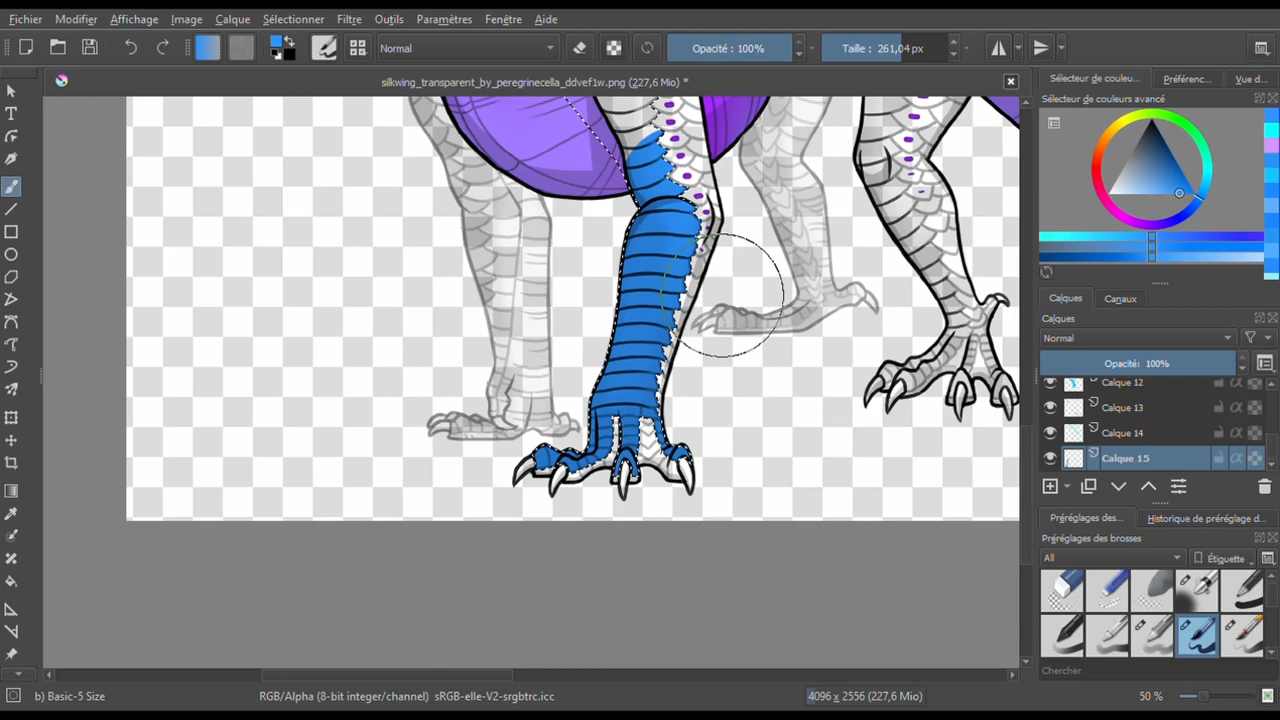 Fichier Modifier Affichage Image Calque Sélectionner Filtre Outils Paramètres Fenêtre Aide
Normal Opacité : 100% Taille : 261,04 px
silkwing_transparent_by_peregrinecella_ddvef1w.png (227,6 Mio) *
Sélecteur de couleu... Préférenc... Vue d...
Sélecteur de couleurs avancé
Calques Canaux
Calques
Normal
Opacité: 100%
Calque 12
Calque 13
Calque 14
Calque 15
Préréglages des... Historique de préréglage d...
Préréglages des brosses
All Étiquette
Chercher
b) Basic-5 Size RGB/Alpha (8-bit integer/channel) sRGB-elle-V2-srgbtrc.icc 4096 x 2556 (227,6 Mio) 50 %